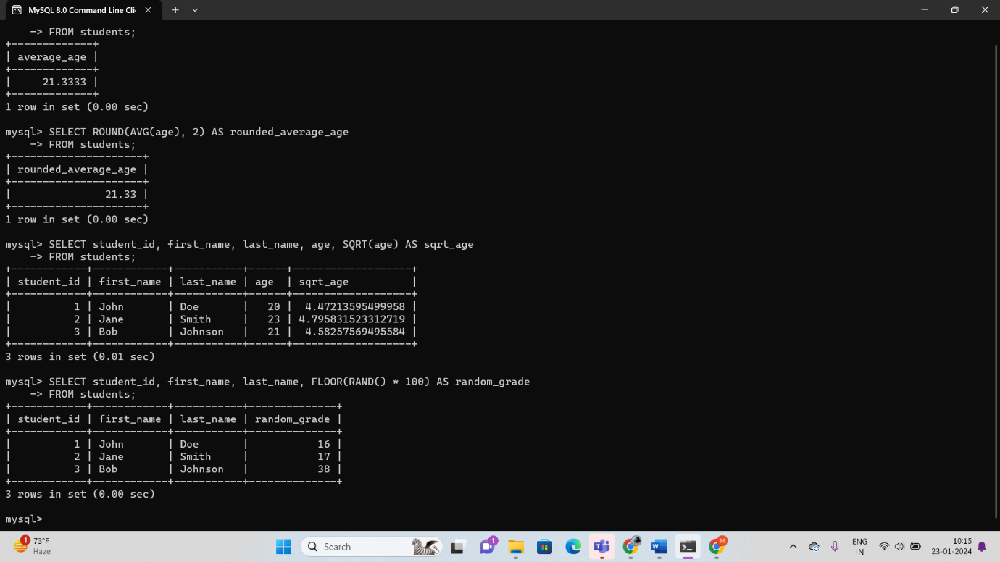 MySQL 8.0 Command Line Cli
-> FROM students;
+-------------+
| average_age |
+-------------+
|     21.3333 |
+-------------+
1 row in set (0.00 sec)
mysql> SELECT ROUND(AVG(age), 2) AS rounded_average_age
-> FROM students;
+---------------------+
| rounded_average_age |
+---------------------+
|               21.33 |
+---------------------+
1 row in set (0.00 sec)
mysql> SELECT student_id, first_name, last_name, age, SQRT(age) AS sqrt_age
-> FROM students;
+------------+------------+-----------+------+-------------------+
| student_id | first_name | last_name | age  | sqrt_age          |
+------------+------------+-----------+------+-------------------+
|          1 | John       | Doe       |   20 |  4.47213595499958 |
|          2 | Jane       | Smith     |   23 | 4.795831523312719 |
|          3 | Bob        | Johnson   |   21 |  4.58257569495584 |
+------------+------------+-----------+------+-------------------+
3 rows in set (0.01 sec)
mysql> SELECT student_id, first_name, last_name, FLOOR(RAND() * 100) AS random_grade
-> FROM students;
+------------+------------+-----------+--------------+
| student_id | first_name | last_name | random_grade |
+------------+------------+-----------+--------------+
|          1 | John       | Doe       |           16 |
|          2 | Jane       | Smith     |           17 |
|          3 | Bob        | Johnson   |           38 |
+------------+------------+-----------+--------------+
3 rows in set (0.00 sec)
mysql>
1
73°F
Haze
Search
1
W
M
ENG
IN
10:15
23-01-2024